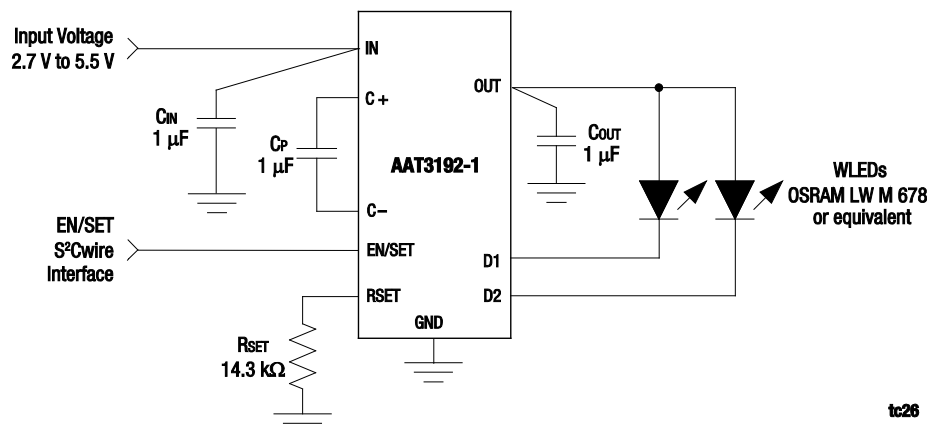 Input Voltage
2.7 V to 5.5 V
IN
CIN
1 µF
C+
CP
1 µF
C–
AAT3192-1
OUT
COUT
1 µF
WLEDs
OSRAM LW M 678
or equivalent
EN/SET
S²Cwire
Interface
EN/SET
D1
D2
RSET
GND
RSET
14.3 kΩ
tc26